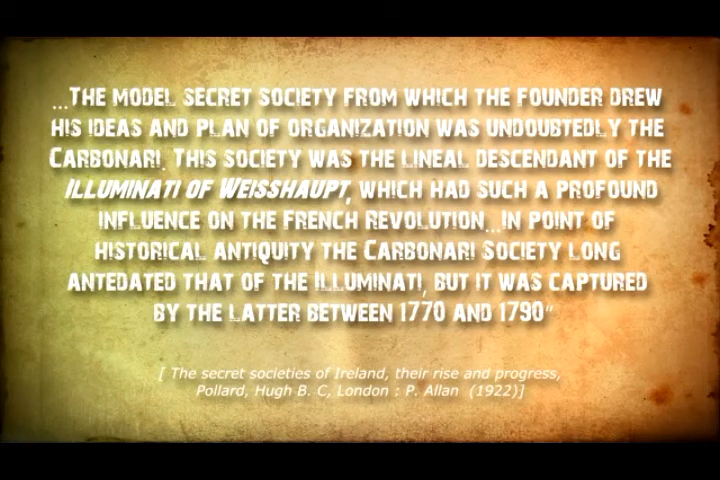 ...The model secret society from which the founder drew
his ideas and plan of organization was undoubtedly the
Carbonari. This society was the lineal descendant of the
Illuminati of Weisshaupt, which had such a profound
influence on the French Revolution...In point of
historical antiquity the Carbonari Society long
antedated that of the Illuminati, but it was captured
by the latter between 1770 and 1790"
[ The secret societies of Ireland, their rise and progress,
Pollard, Hugh B. C, London : P. Allan (1922)]